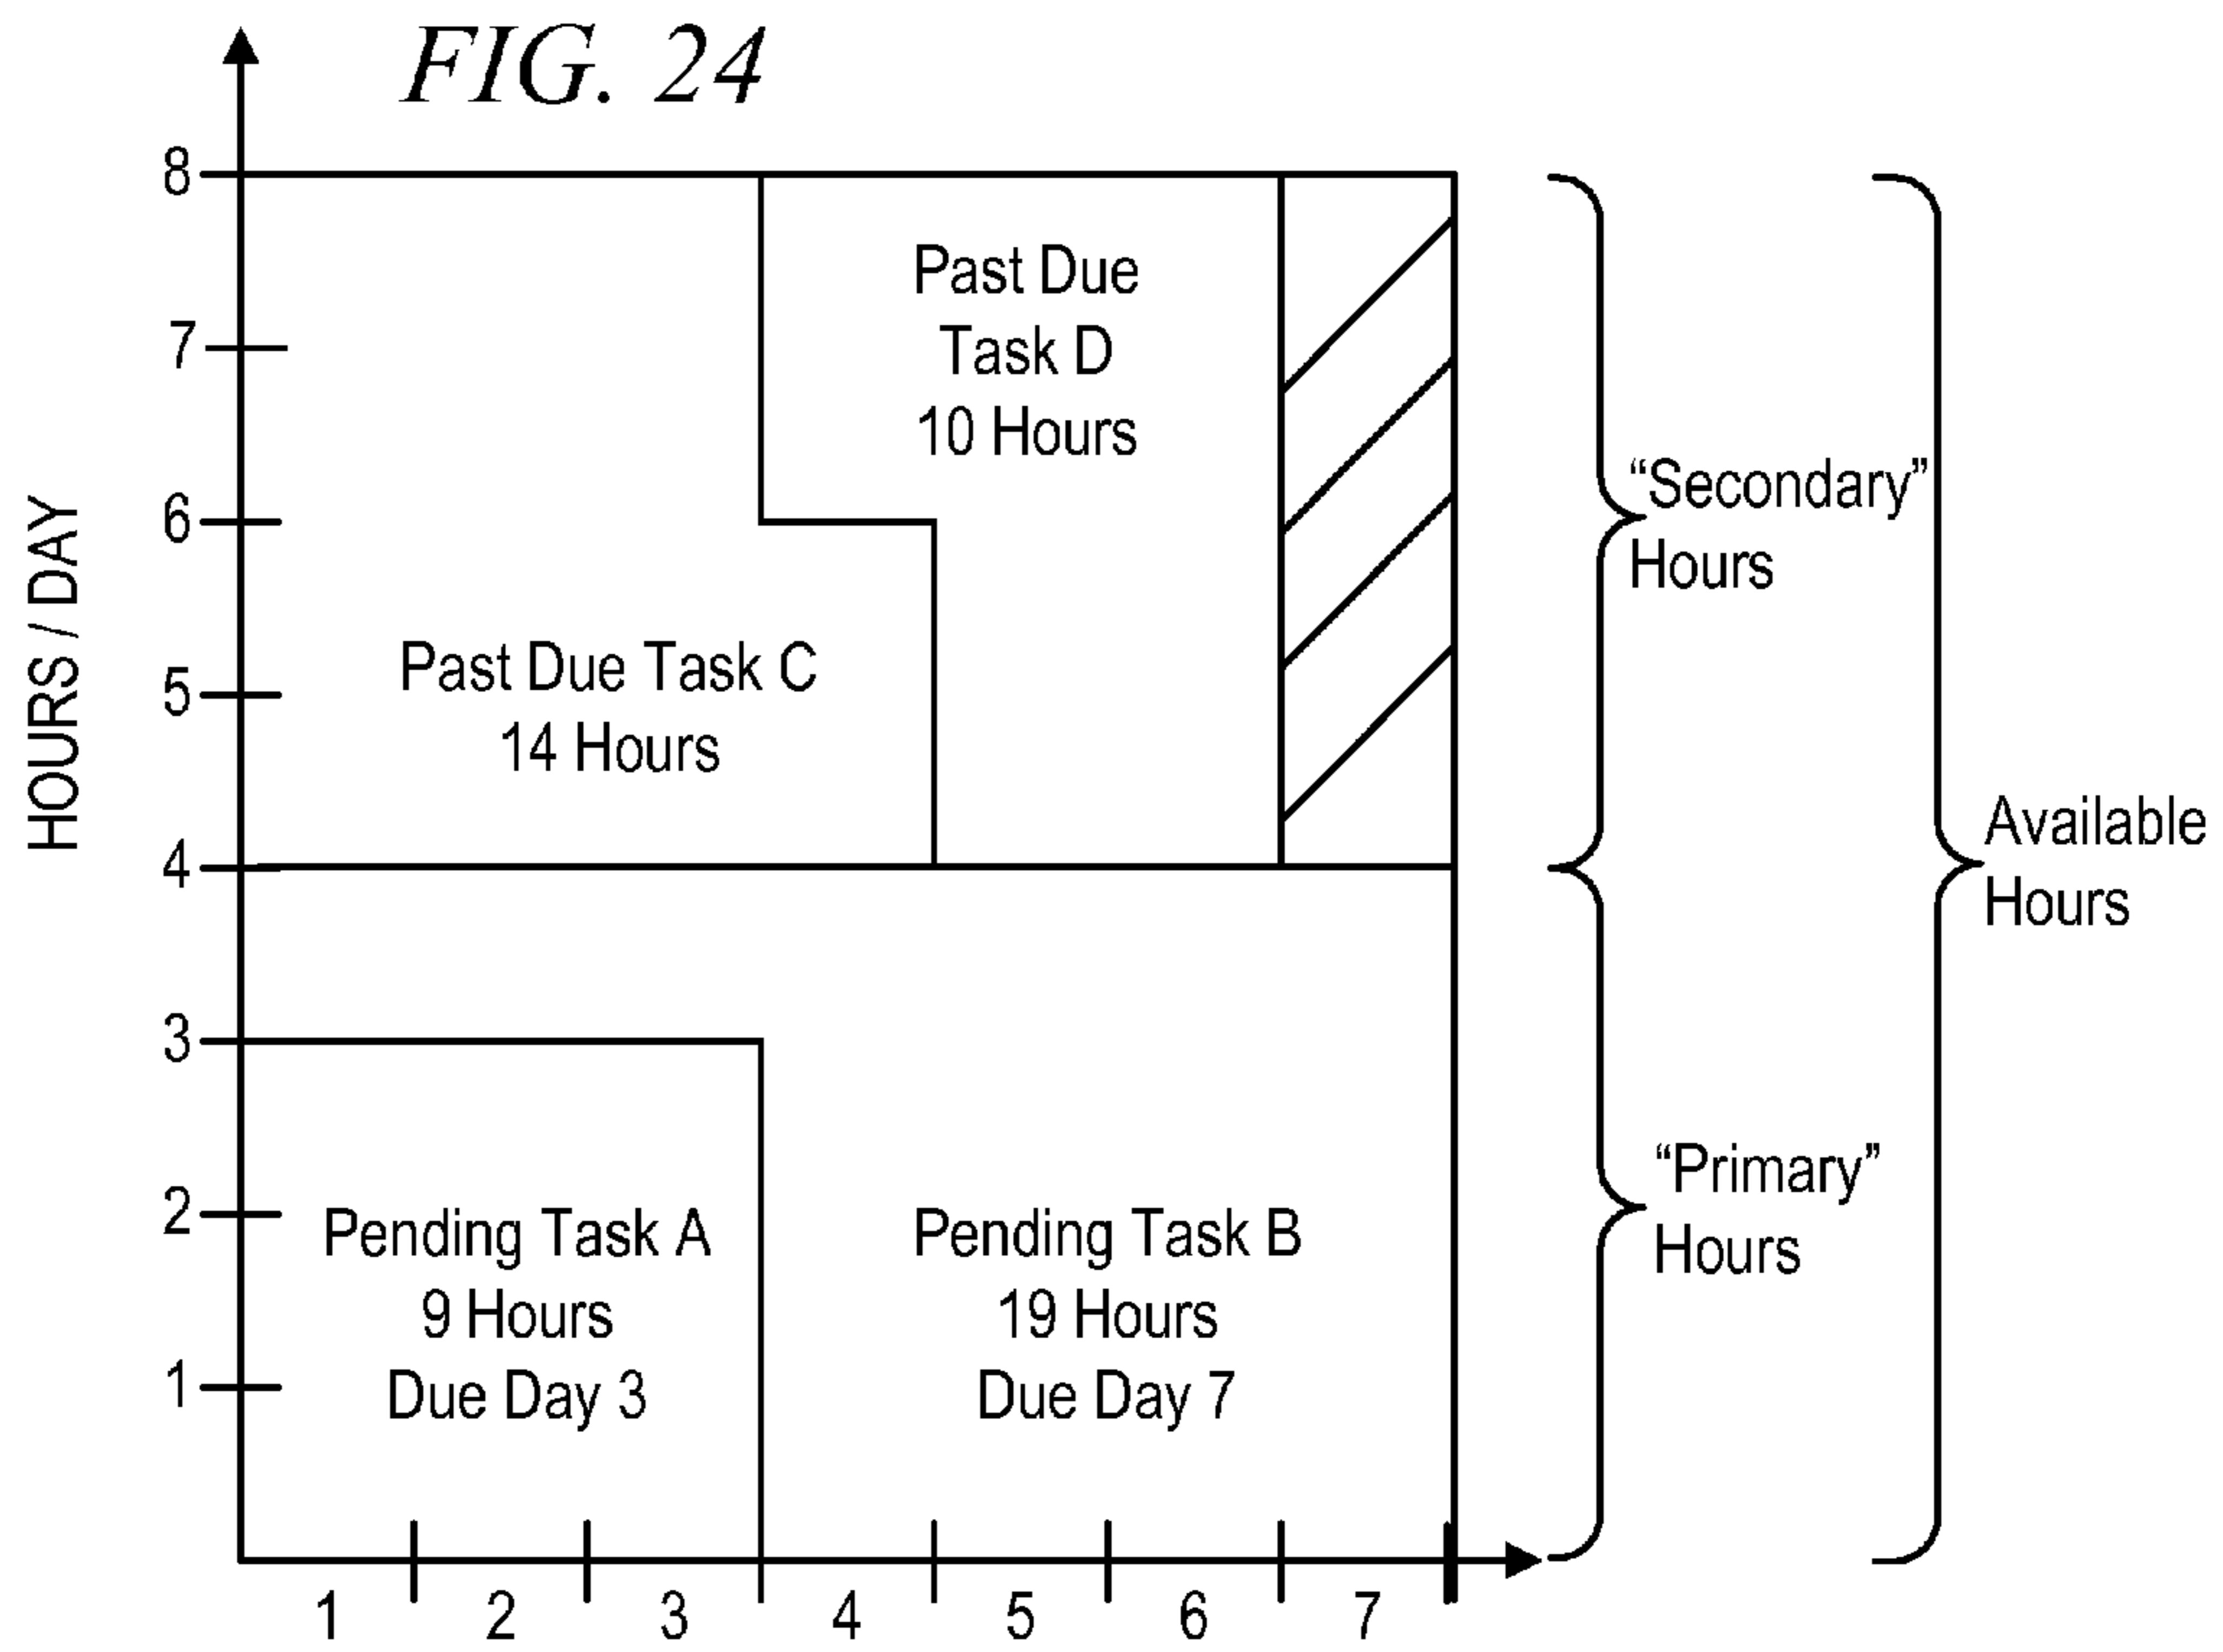 FIG. 24
HOURS / DAY
8
7
6
5
4
3
2
1
Past Due
Task D
10 Hours
Past Due Task C
14 Hours
Pending Task A
9 Hours
Due Day 3
Pending Task B
19 Hours
Due Day 7
“Secondary”
Hours
Available
Hours
“Primary”
Hours
1 2 3 4 5 6 7